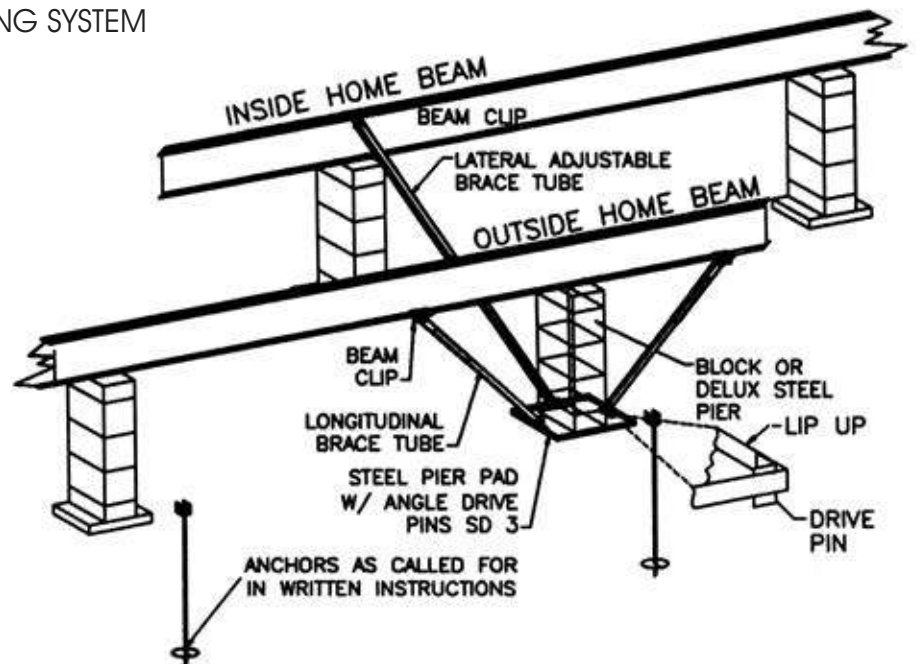 NG SYSTEM
INSIDE HOME BEAM
BEAM CLIP
LATERAL ADJUSTABLE
BRACE TUBE
OUTSIDE HOME BEAM
BEAM
CLIP
LONGITUDINAL
BRACE TUBE
BLOCK OR
DELUX STEEL
PIER
LIP UP
STEEL PIER PAD
W/ ANGLE DRIVE
PINS SD 3
DRIVE
PIN
ANCHORS AS CALLED FOR
IN WRITTEN INSTRUCTIONS